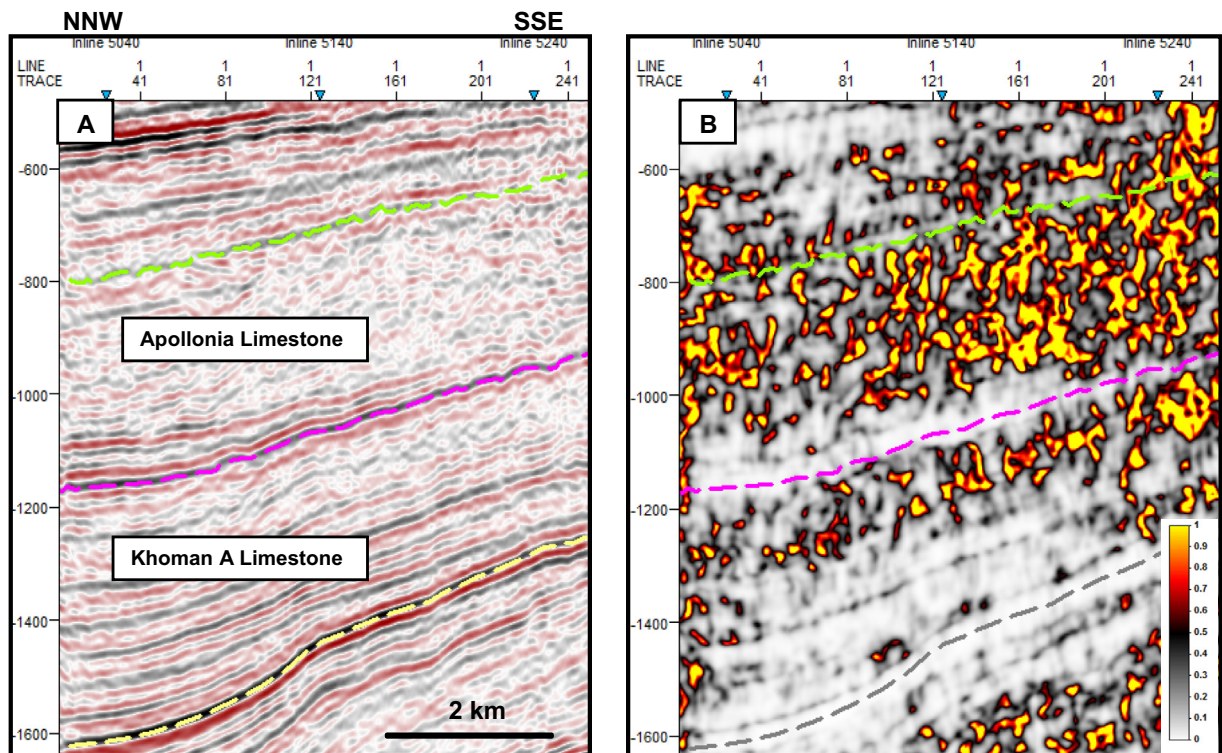 NNW SSE
Inline 5040 Inline 5140 Inline 5240
LINE 1 1 1 1 1 1
TRACE 41 81 121 161 201 241
A
-600
-800
Apollonia Limestone
-1000
-1200
Khoman A Limestone
-1400
2 km
-1600
Inline 5040 Inline 5140 Inline 5240
LINE 1 1 1 1 1 1
TRACE 41 81 121 161 201 241
B
-600
-800
-1000
-1200
-1400
-1600
1
0.9
0.8
0.7
0.6
0.5
0.4
0.3
0.2
0.1
0